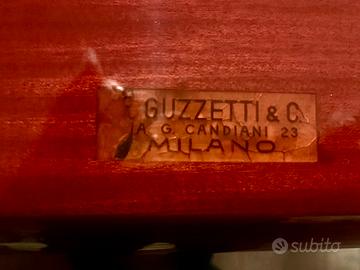 GUZZETTI & C.
A. G. CANDIANI 23
MILANO
subito